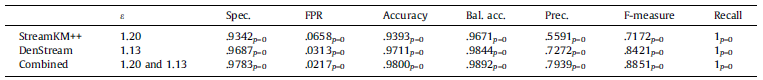 ε Spec. FPR Accuracy Bal. acc. Prec. F-measure Recall
StreamKM++ 1.20 .9342p=0 .0658p=0 .9393p=0 .9671p=0 .5591p=0 .7172p=0 1p=0
DenStream 1.13 .9687p=0 .0313p=0 .9711p=0 .9844p=0 .7272p=0 .8421p=0 1p=0
Combined 1.20 and 1.13 .9783p=0 .0217p=0 .9800p=0 .9892p=0 .7939p=0 .8851p=0 1p=0